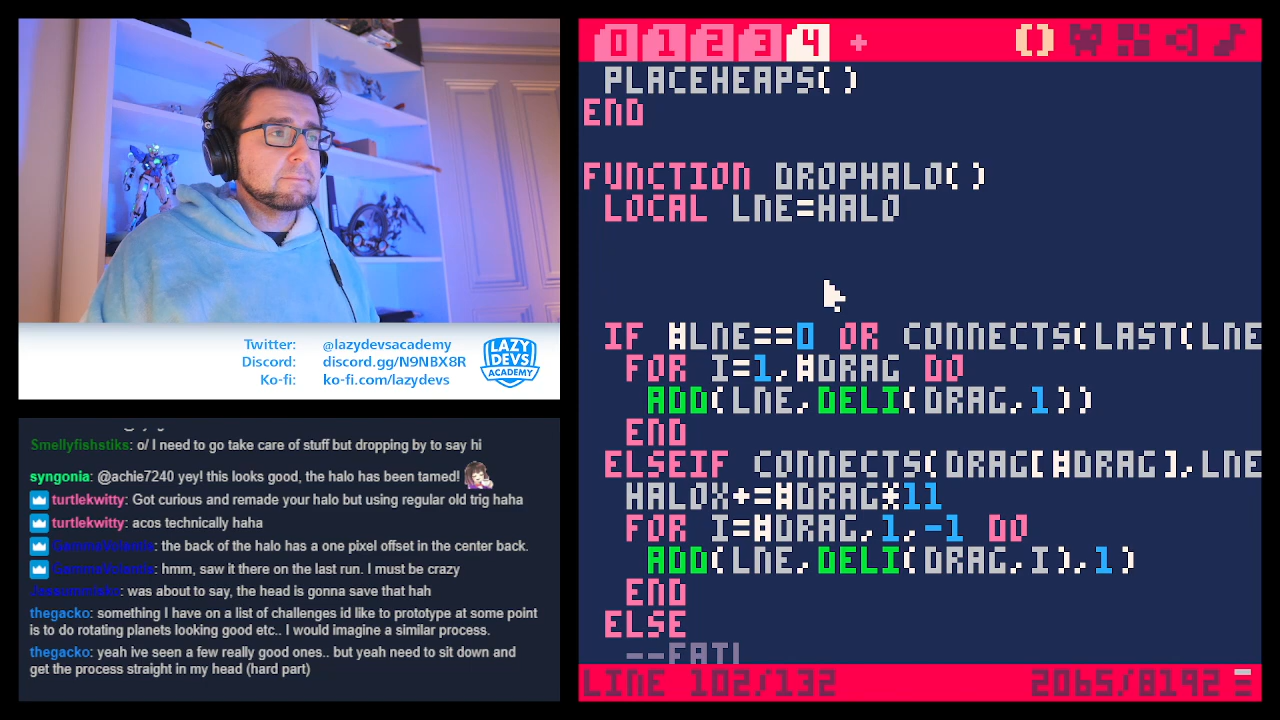 Twitter: @lazydevsacademy
Discord: discord.gg/N9NBX8R
Ko-fi: ko-fi.com/lazydevs
LAZY
DEVS
ACADEMY
Smellyfishstiks: o/ I need to go take care of stuff but dropping by to say hi
syngonia: @achie7240 yey! this looks good, the halo has been tamed!
turtlekwitty: Got curious and remade your halo but using regular old trig haha
turtlekwitty: acos technically haha
the back of the halo has a one pixel offset in the center back.
hmm, saw it there on the last run. I must be crazy
was about to say, the head is gonna save that hah
thegacko: something I have on a list of challenges id like to prototype at some point
is to do rotating planets looking good etc.. I would imagine a similar process.
thegacko: yeah ive seen a few really good ones.. but yeah need to sit down and
get the process straight in my head (hard part)
0 1 2 3 4 +
PLACEHEAPS()
END
FUNCTION DROPHALO()
LOCAL LNE=HALO
IF #LNE==0 OR CONNECTS(LAST(LNE
FOR I=1,#DRAG DO
ADD(LNE,DELI(DRAG,1))
END
ELSEIF CONNECTS(DRAG[#DRAG],LNE
HALOX+=#DRAG*11
FOR I=#DRAG,1,-1 DO
ADD(LNE,DELI(DRAG,I),1)
END
ELSE
--FAIL
LINE 102/132 2065/8192